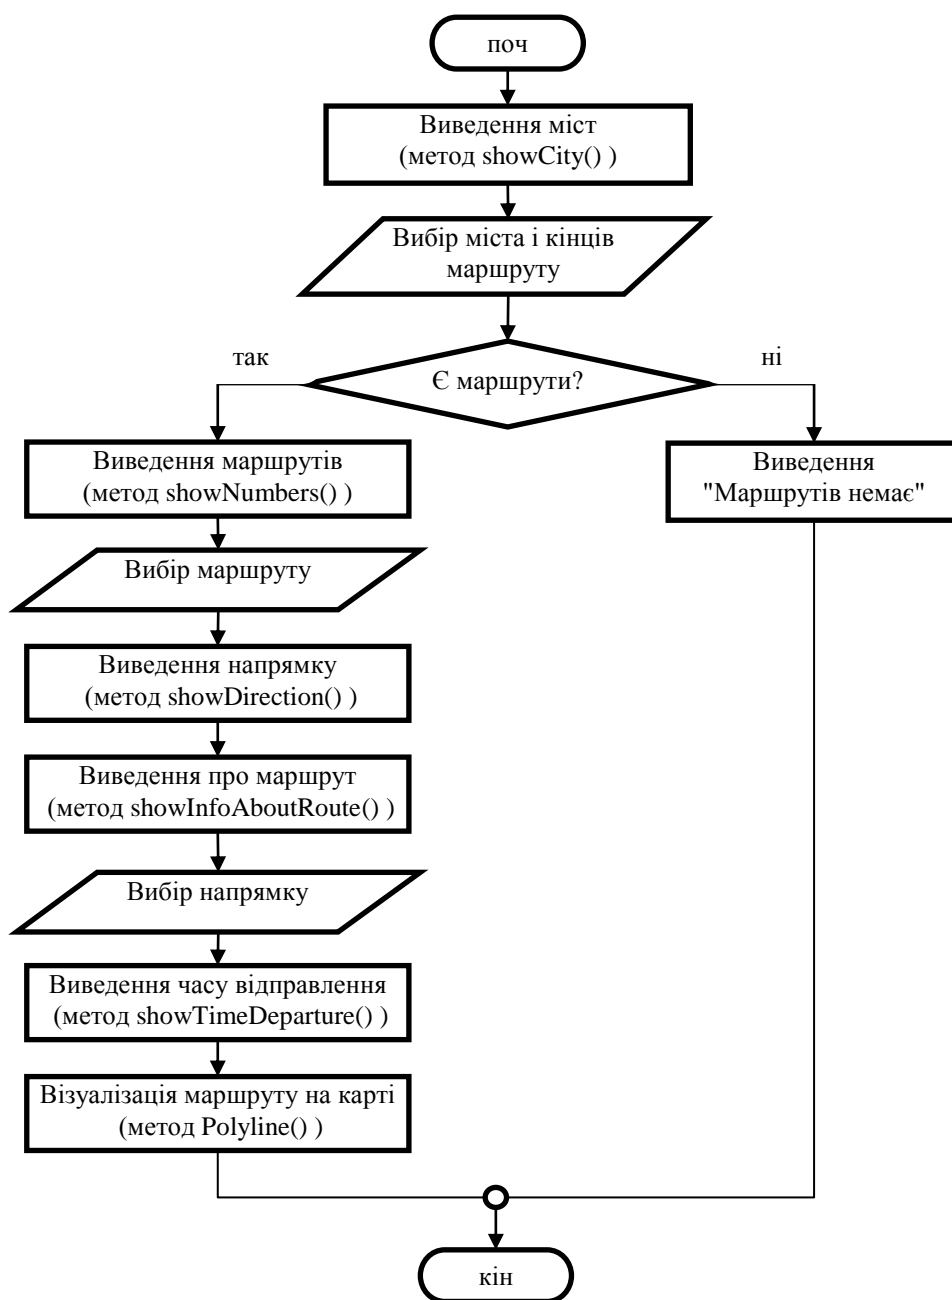 поч
Виведення міст
(метод showCity() )
Вибір міста і кінців
маршруту
так
ні
Є маршрути?
Виведення маршрутів
(метод showNumbers() )
Виведення
"Маршрутів немає"
Вибір маршруту
Виведення напрямку
(метод showDirection() )
Виведення про маршрут
(метод showInfoAboutRoute() )
Вибір напрямку
Виведення часу відправлення
(метод showTimeDeparture() )
Візуалізація маршруту на карті
(метод Polyline() )
кін